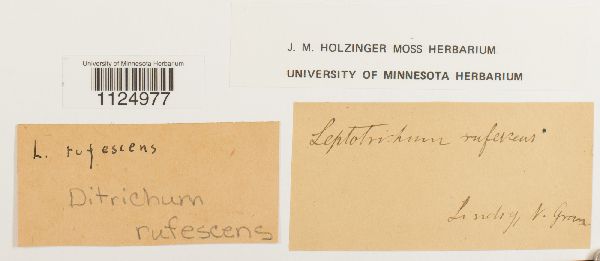 University of Minnesota Herbarium
1124977
J. M. HOLZINGER MOSS HERBARIUM
UNIVERSITY OF MINNESOTA HERBARIUM
L. rufescens
Ditrichum
rufescens
Leptotrichum rufescens